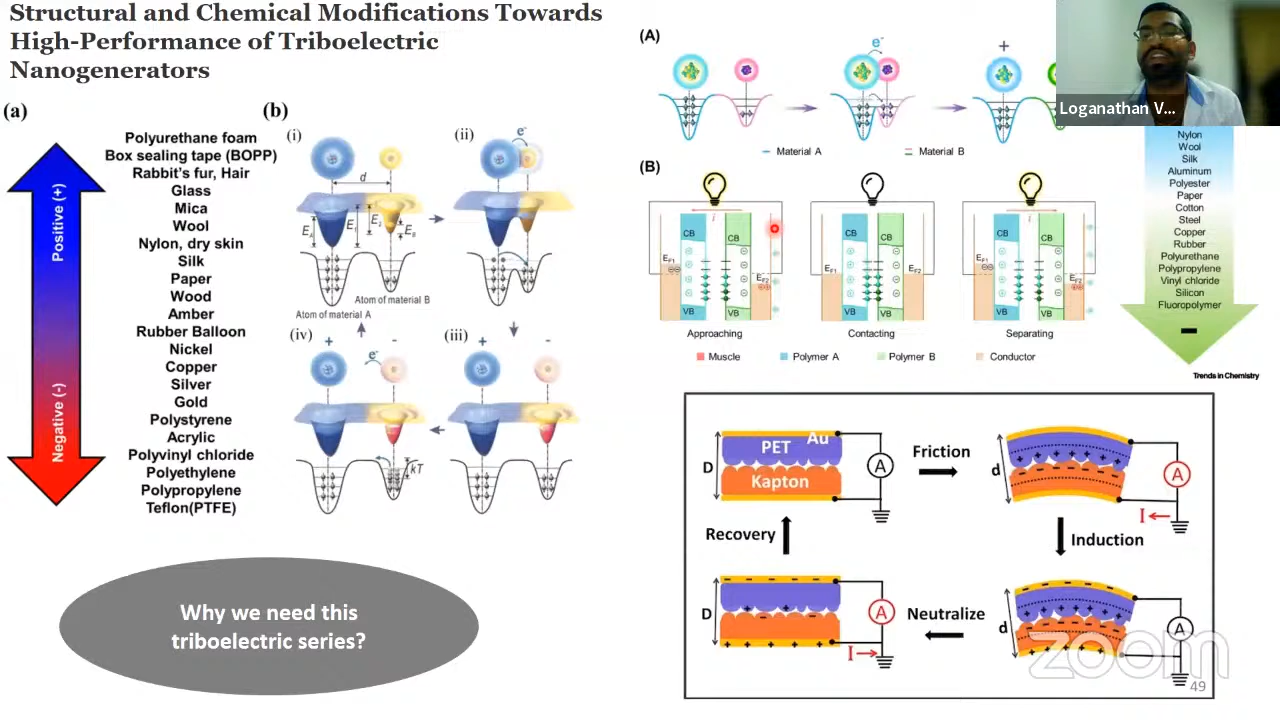 Structural and Chemical Modifications Towards
High-Performance of Triboelectric
Nanogenerators
(a)
Positive (+)
Negative (-)
Polyurethane foam
Box sealing tape (BOPP)
Rabbit's fur, Hair
Glass
Mica
Wool
Nylon, dry skin
Silk
Paper
Wood
Amber
Rubber Balloon
Nickel
Copper
Silver
Gold
Polystyrene
Acrylic
Polyvinyl chloride
Polyethylene
Polypropylene
Teflon(PTFE)
(b)
(i)
d
E_A
E_1
E_2
E_B
Atom of material B
Atom of material A
(ii)
e-
(iv)
+
e-
-
kT
(iii)
+
-
Why we need this
triboelectric series?
(A)
e-
+
Material A
Material B
Loganathan V...
(B)
i
CB
CB
E_F1
E_F2
VB
VB
Approaching
CB
CB
E_F1
E_F2
VB
VB
Contacting
i
CB
CB
E_F1
E_F2
VB
VB
Separating
Muscle
Polymer A
Polymer B
Conductor
Nylon
Wool
Silk
Aluminum
Polyester
Paper
Cotton
Steel
Copper
Rubber
Polyurethane
Polypropylene
Vinyl chloride
Silicon
Fluoropolymer
-
Trends in Chemistry
D
PET
Au
Kapton
A
Friction
d
A
I
Recovery
Induction
D
A
I
Neutralize
d
A
zoom
49